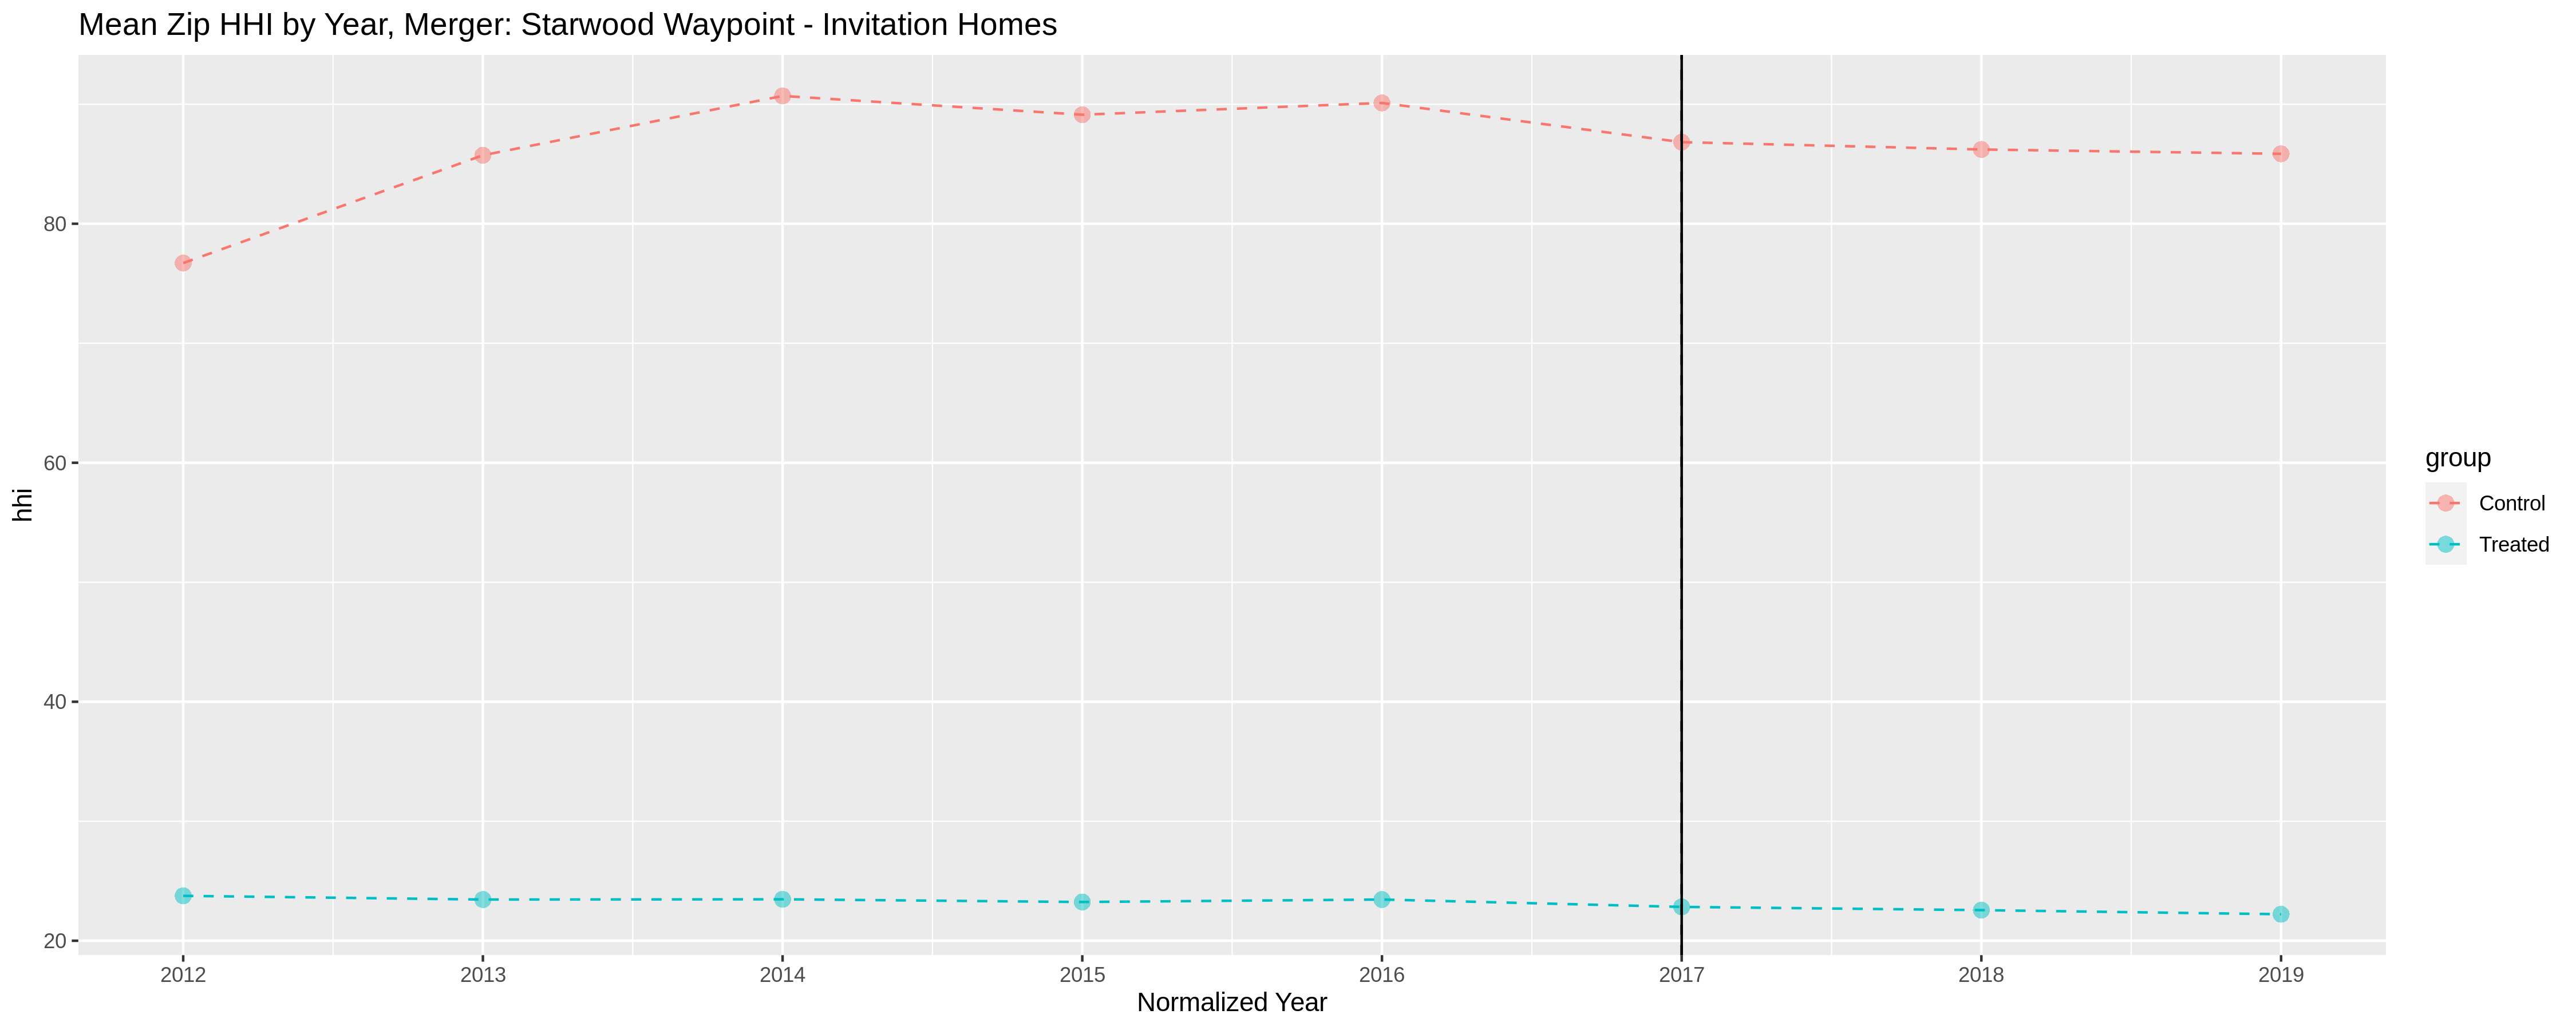 Mean Zip HHI by Year, Merger: Starwood Waypoint - Invitation Homes
80
60
40
20
hhi
2012 2013 2014 2015 2016 2017 2018 2019
Normalized Year
group
Control
Treated